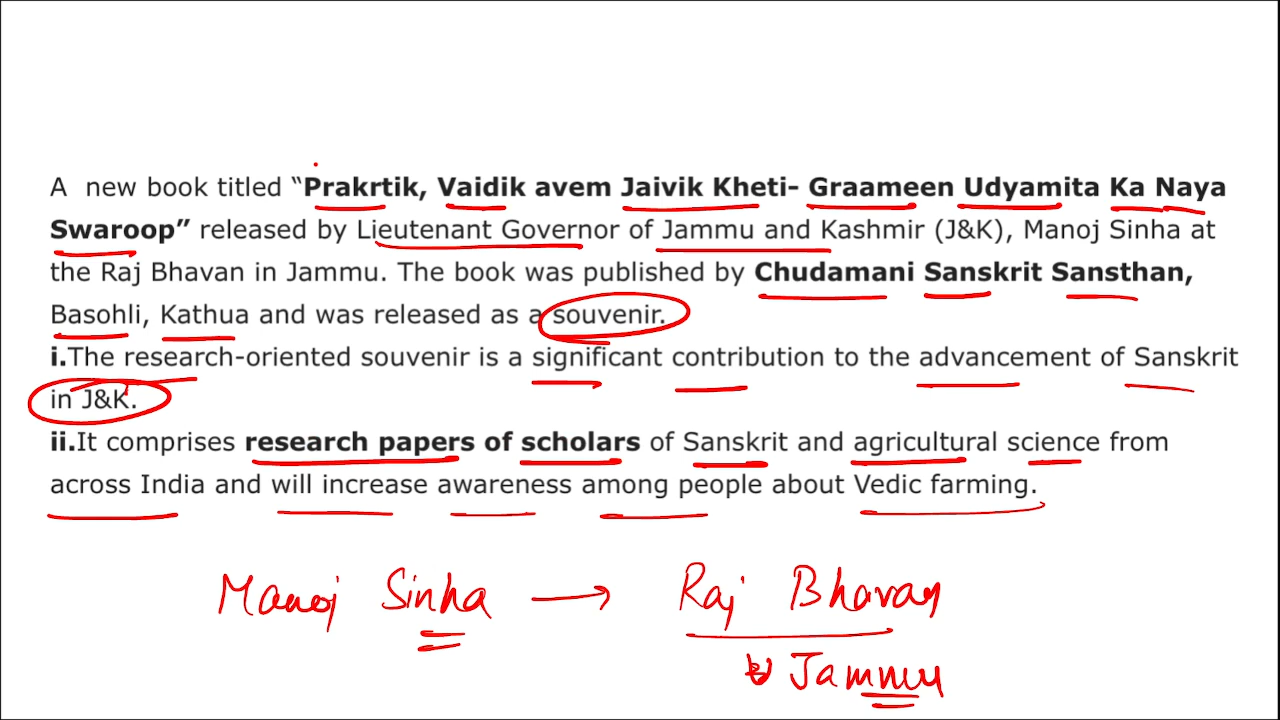 A new book titled “Prakrtik, Vaidik avem Jaivik Kheti- Graameen Udyamita Ka Naya
Swaroop” released by Lieutenant Governor of Jammu and Kashmir (J&K), Manoj Sinha at
the Raj Bhavan in Jammu. The book was published by Chudamani Sanskrit Sansthan,
Basohli, Kathua and was released as a souvenir.
i.The research-oriented souvenir is a significant contribution to the advancement of Sanskrit
in J&K.
ii.It comprises research papers of scholars of Sanskrit and agricultural science from
across India and will increase awareness among people about Vedic farming.
Manoj Sinha → Raj Bhavan
Jammu